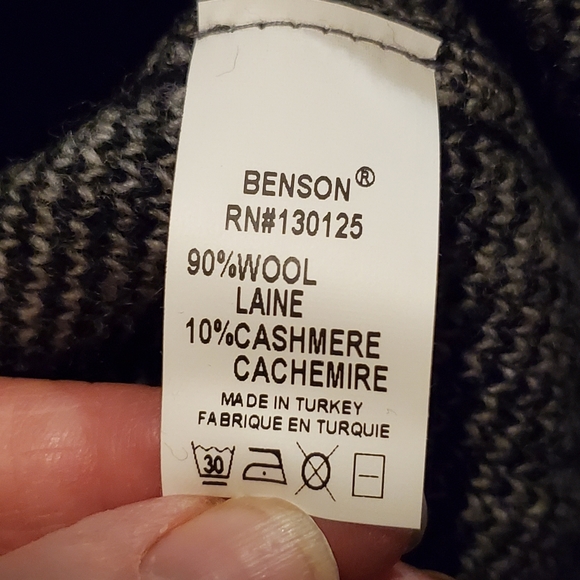 BENSON®
RN#130125
90%WOOL
LAINE
10%CASHMERE
CACHEMIRE
MADE IN TURKEY
FABRIQUE EN TURQUIE
30